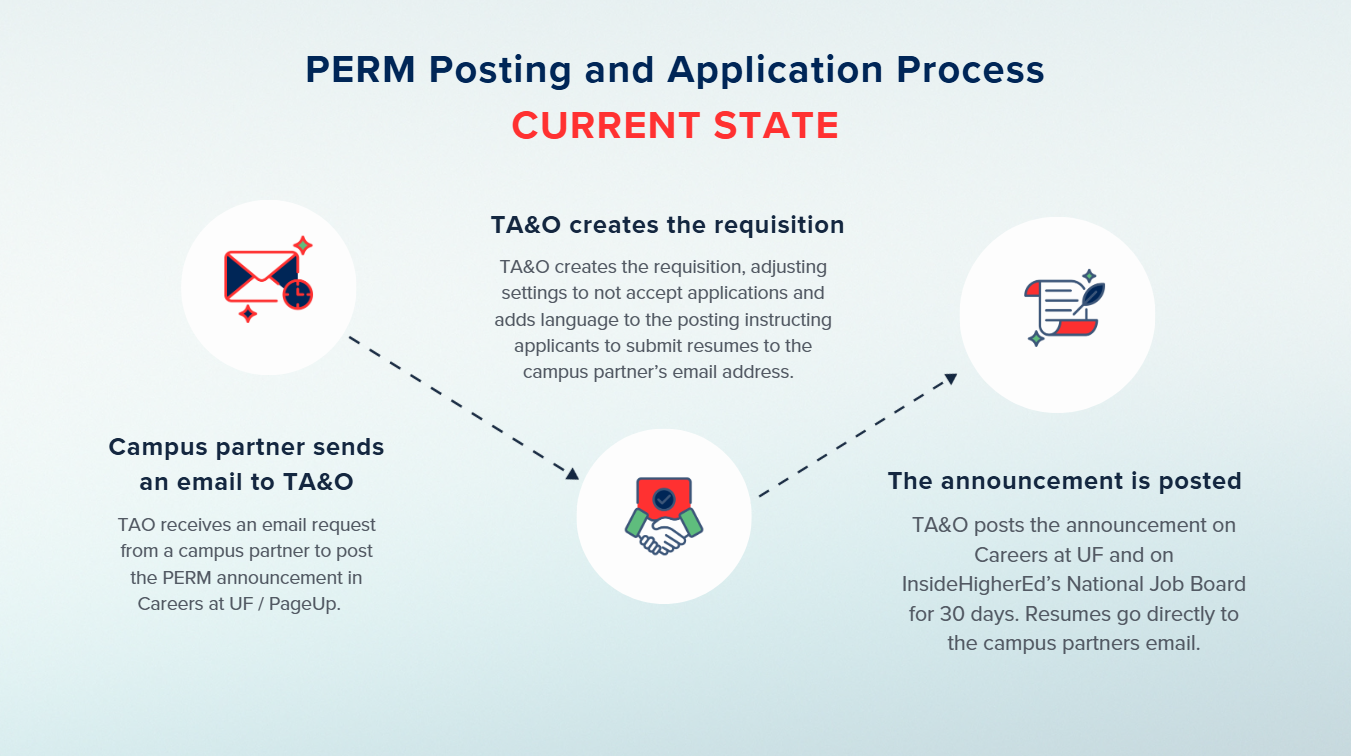 PERM Posting and Application Process
CURRENT STATE
Campus partner sends
an email to TA&O
TAO receives an email request
from a campus partner to post
the PERM announcement in
Careers at UF / PageUp.
TA&O creates the requisition
TA&O creates the requisition, adjusting
settings to not accept applications and
adds language to the posting instructing
applicants to submit resumes to the
campus partner’s email address.
The announcement is posted
TA&O posts the announcement on
Careers at UF and on
InsideHigherEd’s National Job Board
for 30 days. Resumes go directly to
the campus partners email.